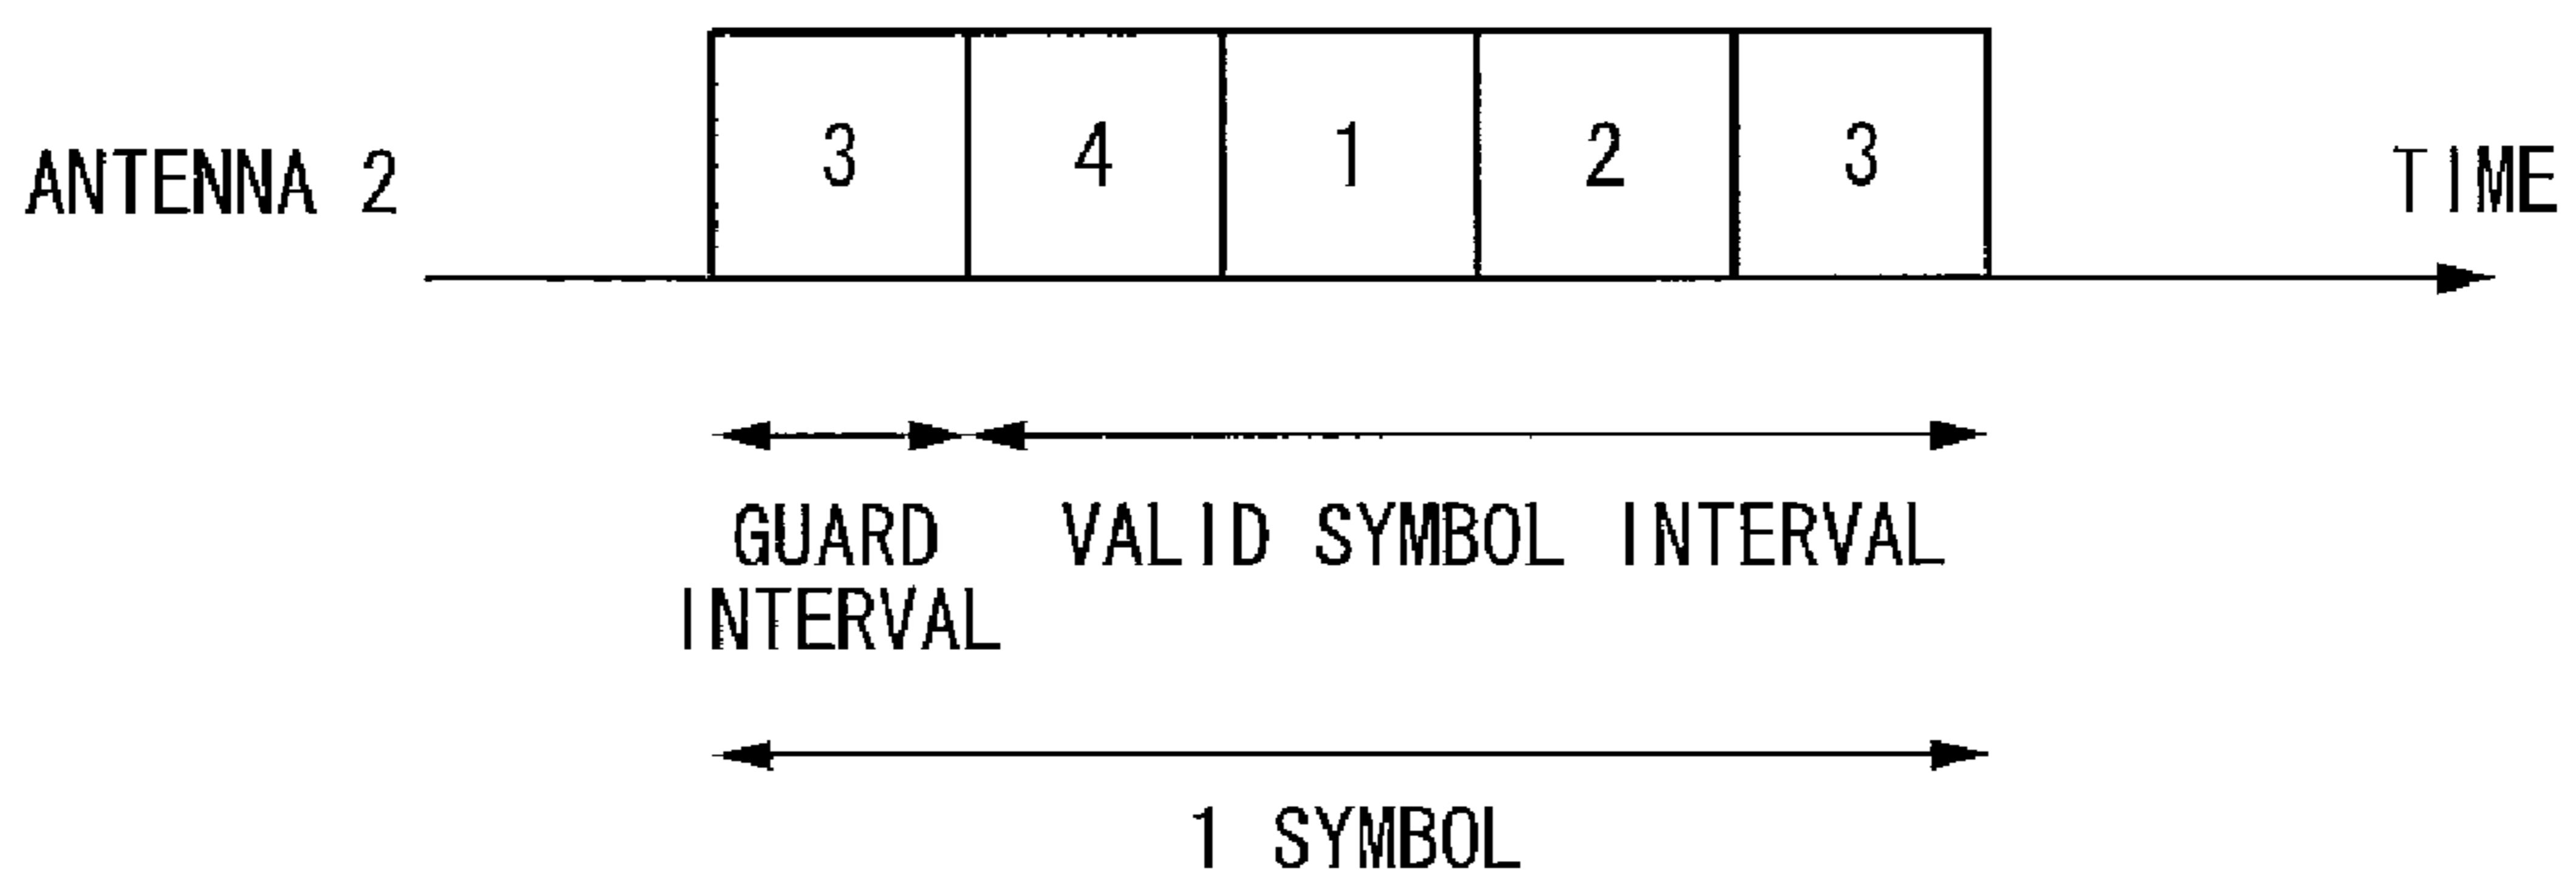 3 4 1 2 3
ANTENNA 2 TIME
GUARD VALID SYMBOL INTERVAL
INTERVAL
1 SYMBOL